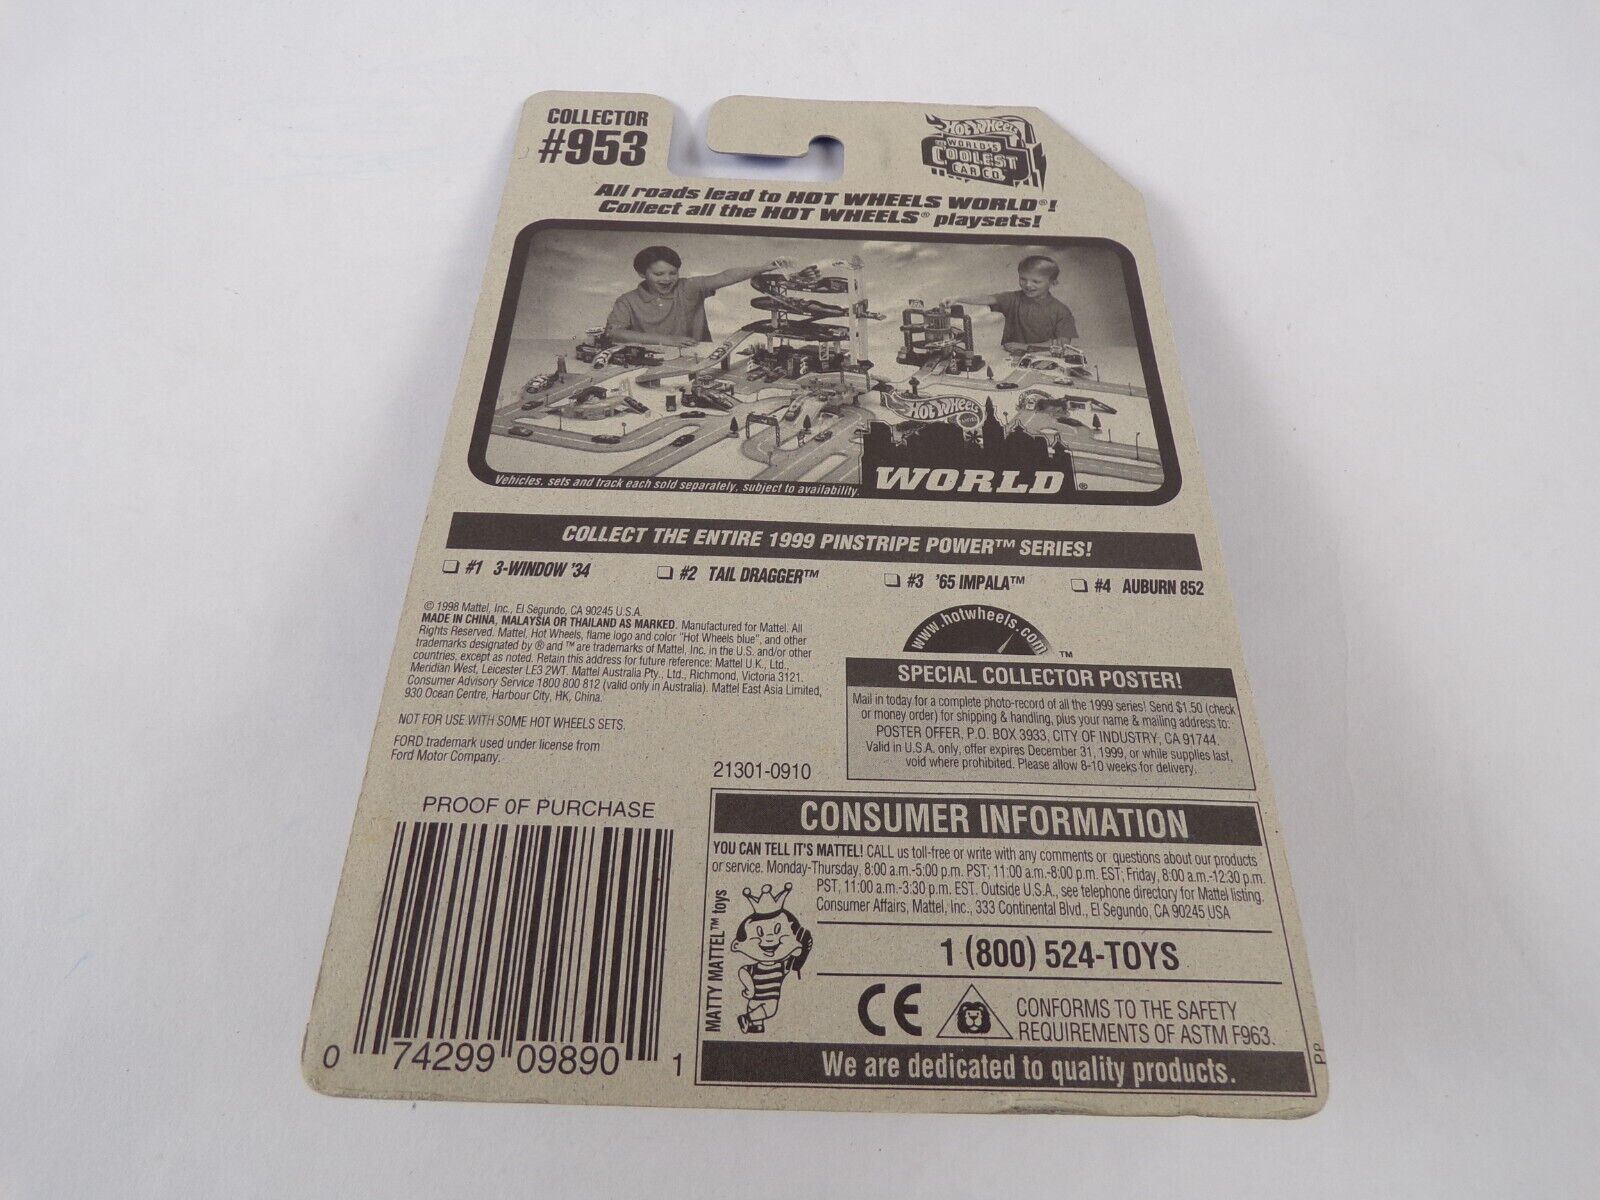 COLLECTOR
#953
HOT WHEELS
WORLD'S
COOLEST
CAR CO.
All roads lead to HOT WHEELS WORLD®!
Collect all the HOT WHEELS® playsets!
HOT WHEELS
WORLD®
Vehicles, sets and track each sold separately, subject to availability.
COLLECT THE ENTIRE 1999 PINSTRIPE POWER™ SERIES!
#1 3-WINDOW '34
#2 TAIL DRAGGER™
#3 '65 IMPALA™
#4 AUBURN 852
© 1998 Mattel, Inc., El Segundo, CA 90245 U.S.A.
MADE IN CHINA, MALAYSIA OR THAILAND AS MARKED. Manufactured for Mattel. All
Rights Reserved. Mattel, Hot Wheels, flame logo and color "Hot Wheels blue", and other
trademarks designated by ® and ™ are trademarks of Mattel, Inc. in the U.S. and/or other
countries, except as noted. Retain this address for future reference: Mattel U.K., Ltd.,
Meridian West, Leicester LE3 2WT. Mattel Australia Pty., Ltd., Richmond, Victoria 3121.
Consumer Advisory Service 1800 800 812 (valid only in Australia). Mattel East Asia Limited,
930 Ocean Centre, Harbour City, HK, China.
NOT FOR USE WITH SOME HOT WHEELS SETS.
FORD trademark used under license from
Ford Motor Company.
21301-0910
www.hotwheels.com™
SPECIAL COLLECTOR POSTER!
Mail in today for a complete photo-record of all the 1999 series! Send $1.50 (check
or money order) for shipping & handling, plus your name & mailing address to:
POSTER OFFER, P.O. BOX 3933, CITY OF INDUSTRY, CA 91744.
Valid in U.S.A. only, offer expires December 31, 1999, or while supplies last,
void where prohibited. Please allow 8-10 weeks for delivery.
PROOF OF PURCHASE
0 74299 09890 1
CONSUMER INFORMATION
YOU CAN TELL IT'S MATTEL! CALL us toll-free or write with any comments or questions about our products
or service. Monday-Thursday, 8:00 a.m.-5:00 p.m. PST; 11:00 a.m.-8:00 p.m. EST; Friday, 8:00 a.m.-12:30 p.m.
PST, 11:00 a.m.-3:30 p.m. EST. Outside U.S.A., see telephone directory for Mattel listing.
Consumer Affairs, Mattel, Inc., 333 Continental Blvd., El Segundo, CA 90245 USA
MATTY MATTEL™ toys
1 (800) 524-TOYS
CE
CONFORMS TO THE SAFETY
REQUIREMENTS OF ASTM F963.
We are dedicated to quality products.
PP